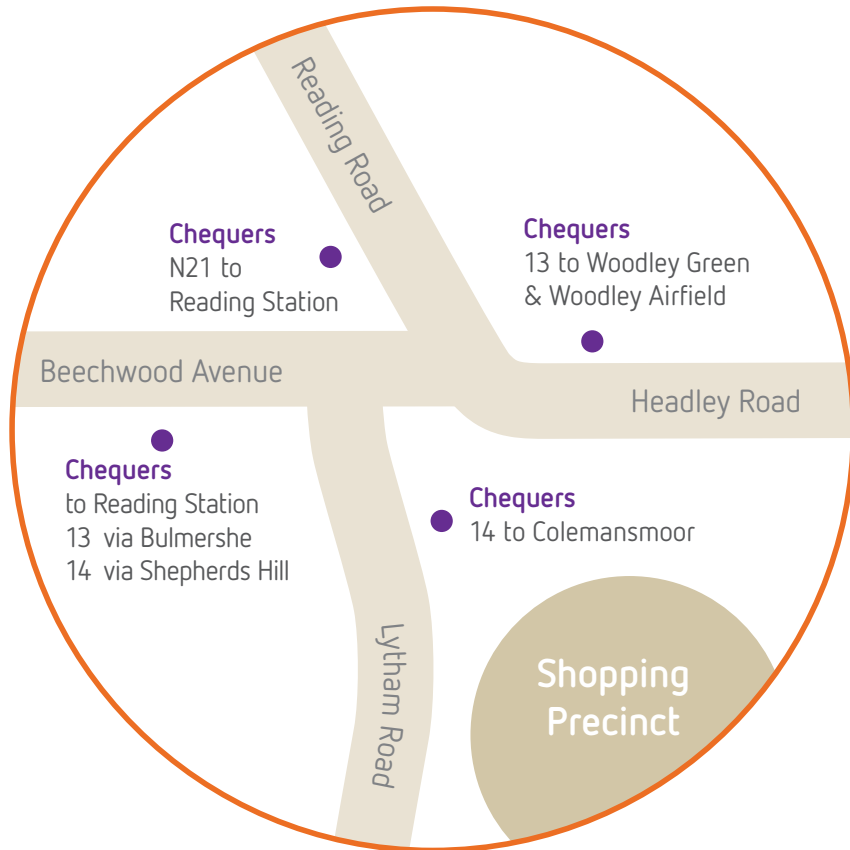 Reading Road
Chequers
N21 to
Reading Station
Chequers
13 to Woodley Green
& Woodley Airfield
Beechwood Avenue
Headley Road
Chequers
to Reading Station
13 via Bulmershe
14 via Shepherds Hill
Chequers
14 to Colemansmoor
Lytham Road
Shopping
Precinct